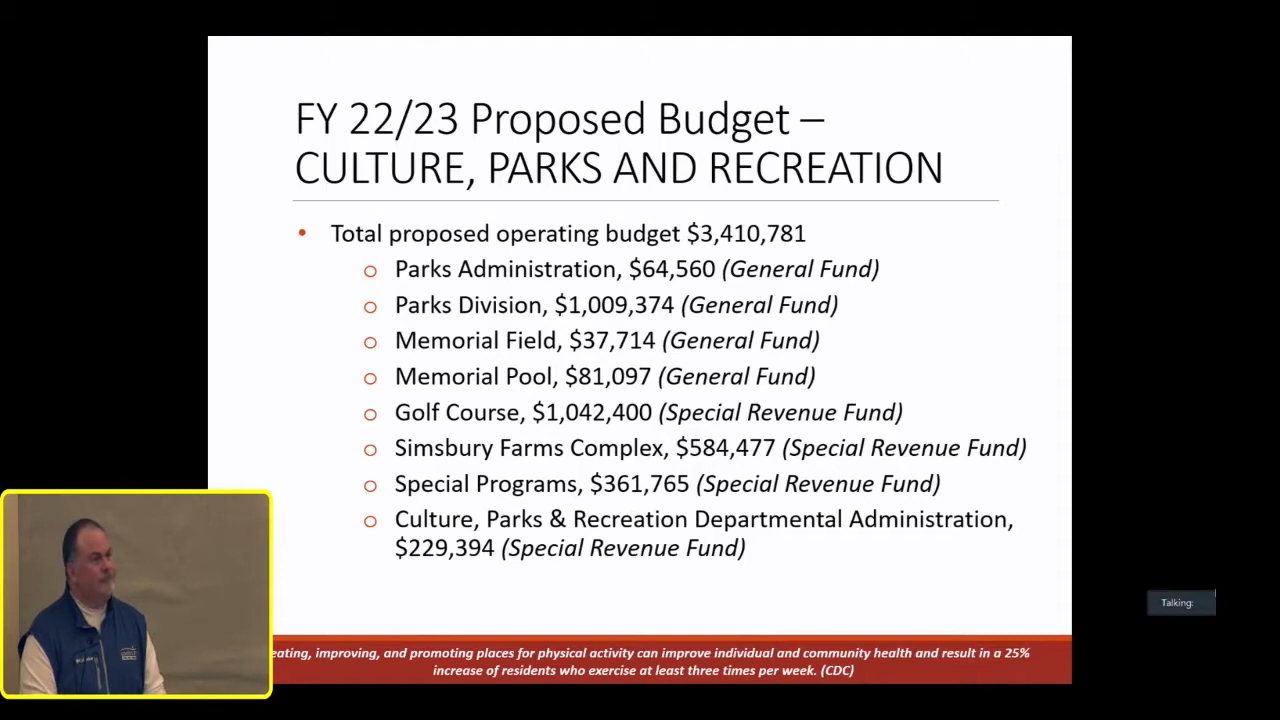 FY 22/23 Proposed Budget –
CULTURE, PARKS AND RECREATION
• Total proposed operating budget $3,410,781
o Parks Administration, $64,560 (General Fund)
o Parks Division, $1,009,374 (General Fund)
o Memorial Field, $37,714 (General Fund)
o Memorial Pool, $81,097 (General Fund)
o Golf Course, $1,042,400 (Special Revenue Fund)
o Simsbury Farms Complex, $584,477 (Special Revenue Fund)
o Special Programs, $361,765 (Special Revenue Fund)
o Culture, Parks & Recreation Departmental Administration,
$229,394 (Special Revenue Fund)
Talking:
eating, improving, and promoting places for physical activity can improve individual and community health and result in a 25%
increase of residents who exercise at least three times per week. (CDC)